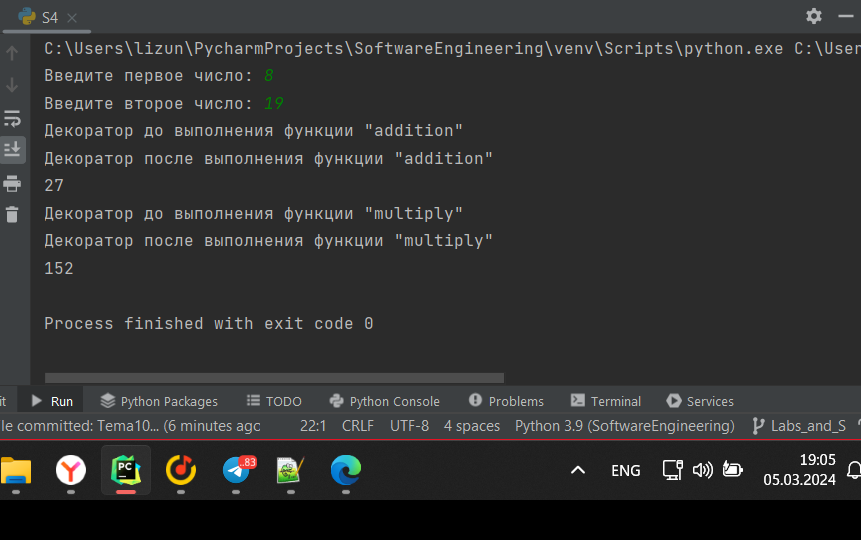 S4
C:\Users\lizun\PycharmProjects\SoftwareEngineering\venv\Scripts\python.exe C:\User
Введите первое число: 8
Введите второе число: 19
Декоратор до выполнения функции "addition"
Декоратор после выполнения функции "addition"
27
Декоратор до выполнения функции "multiply"
Декоратор после выполнения функции "multiply"
152
Process finished with exit code 0
it Run Python Packages TODO Python Console Problems Terminal Services
le committed: Tema10... (6 minutes ago 22:1 CRLF UTF-8 4 spaces Python 3.9 (SoftwareEngineering) Labs_and_S
PC ..83 ENG 19:05
05.03.2024